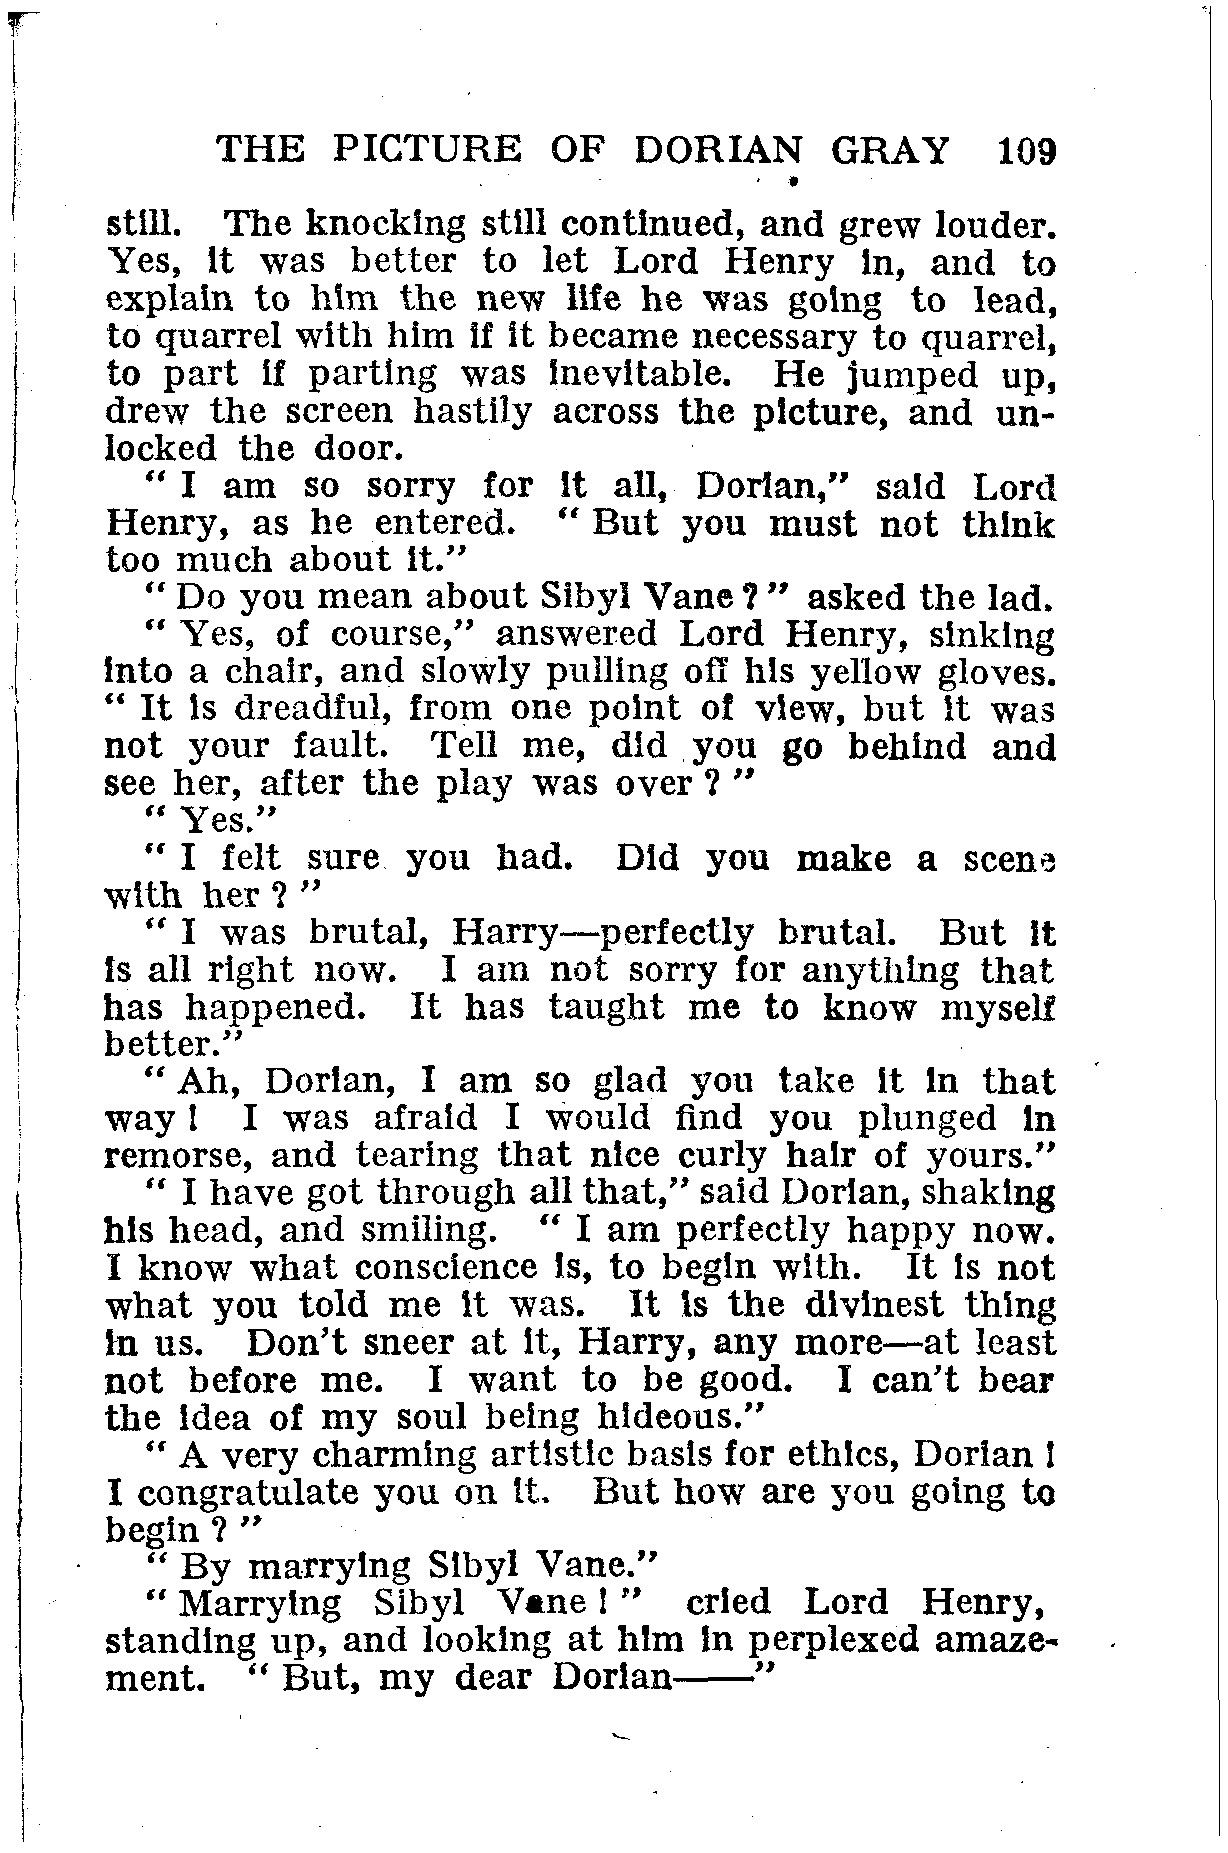 THE PICTURE OF DORIAN GRAY 109
still. The knocking still continued, and grew louder.
Yes, it was better to let Lord Henry in, and to
explain to him the new life he was going to lead,
to quarrel with him if it became necessary to quarrel,
to part if parting was inevitable. He jumped up,
drew the screen hastily across the picture, and un-
locked the door.
“ I am so sorry for it all, Dorian,” said Lord
Henry, as he entered. “ But you must not think
too much about it.”
“ Do you mean about Sibyl Vane ? ” asked the lad.
“ Yes, of course,” answered Lord Henry, sinking
into a chair, and slowly pulling off his yellow gloves.
“ It is dreadful, from one point of view, but it was
not your fault. Tell me, did you go behind and
see her, after the play was over ? ”
“ Yes.”
“ I felt sure you had. Did you make a scene
with her ? ”
“ I was brutal, Harry—perfectly brutal. But it
is all right now. I am not sorry for anything that
has happened. It has taught me to know myself
better.”
“ Ah, Dorian, I am so glad you take it in that
way ! I was afraid I would find you plunged in
remorse, and tearing that nice curly hair of yours.”
“ I have got through all that,” said Dorian, shaking
his head, and smiling. “ I am perfectly happy now.
I know what conscience is, to begin with. It is not
what you told me it was. It is the divinest thing
in us. Don't sneer at it, Harry, any more—at least
not before me. I want to be good. I can't bear
the idea of my soul being hideous.”
“ A very charming artistic basis for ethics, Dorian !
I congratulate you on it. But how are you going to
begin ? ”
“ By marrying Sibyl Vane.”
“ Marrying Sibyl Vane ! ” cried Lord Henry,
standing up, and looking at him in perplexed amaze-
ment. “ But, my dear Dorian——”